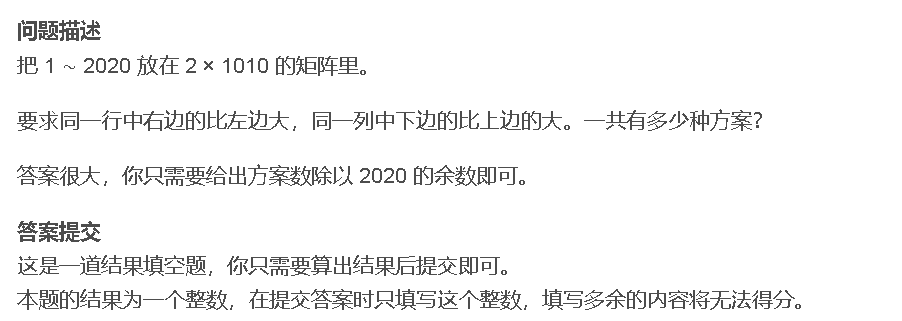 问题描述
把 1 ~ 2020 放在 2 × 1010 的矩阵里。
要求同一行中右边的比左边大，同一列中下边的比上边的大。一共有多少种方案?
答案很大，你只需要给出方案数除以 2020 的余数即可。
答案提交
这是一道结果填空题，你只需要算出结果后提交即可。
本题的结果为一个整数，在提交答案时只填写这个整数，填写多余的内容将无法得分。